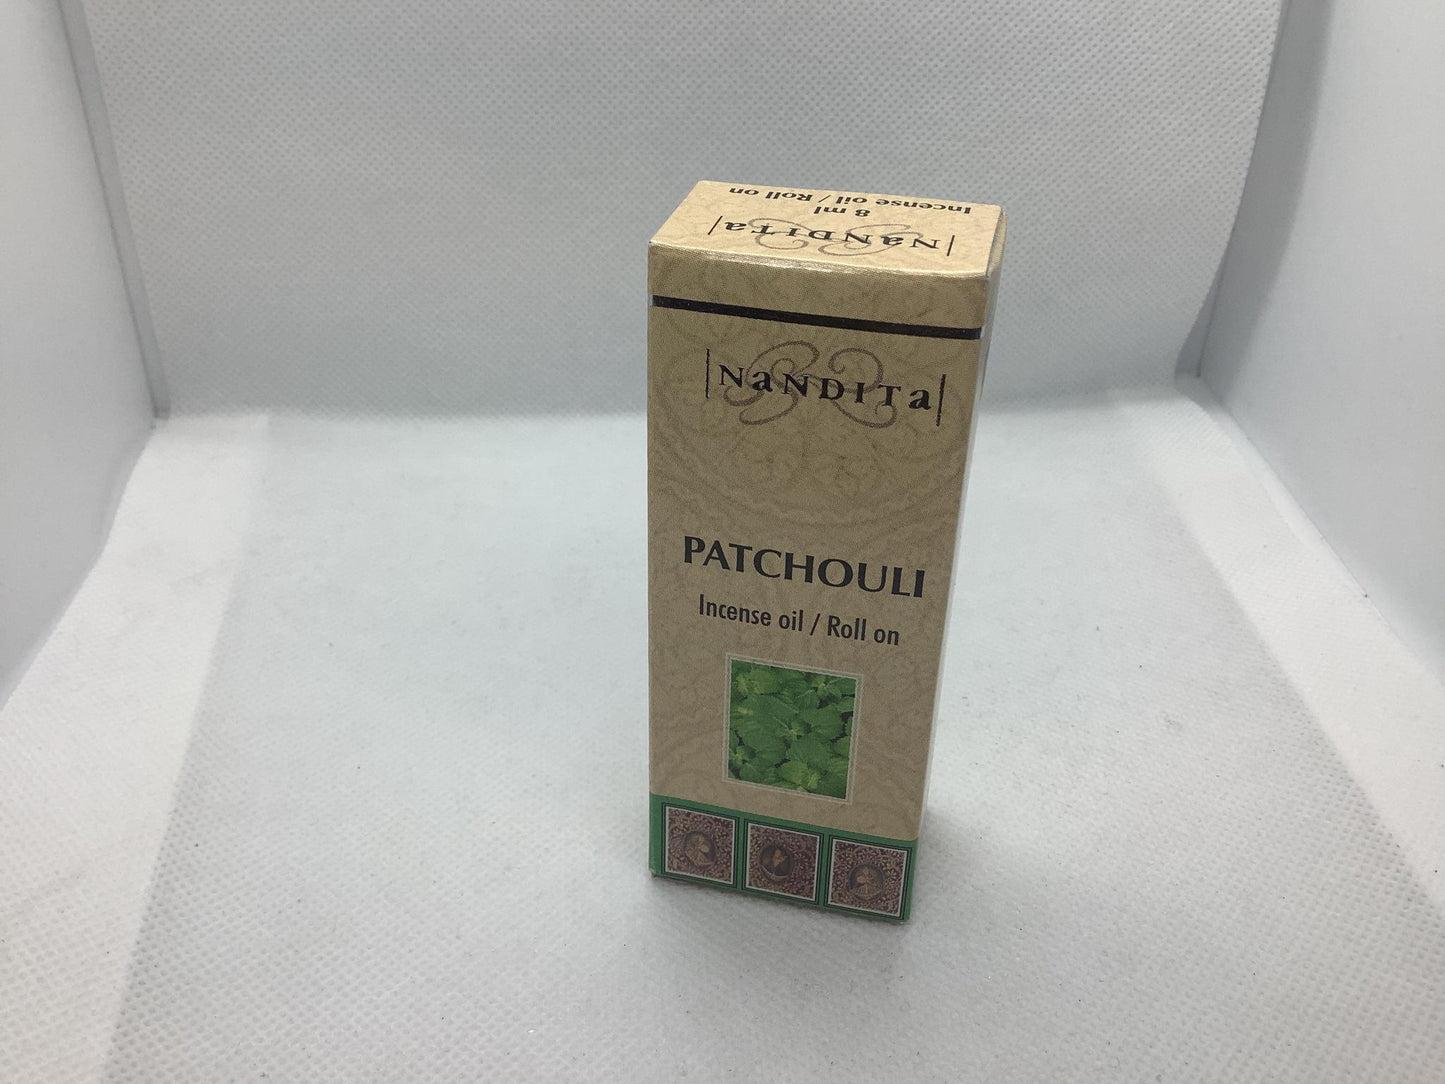 Incense oil / Roll on
8 ml
NaNDITa
NaNDITa
PATCHOULI
Incense oil / Roll on